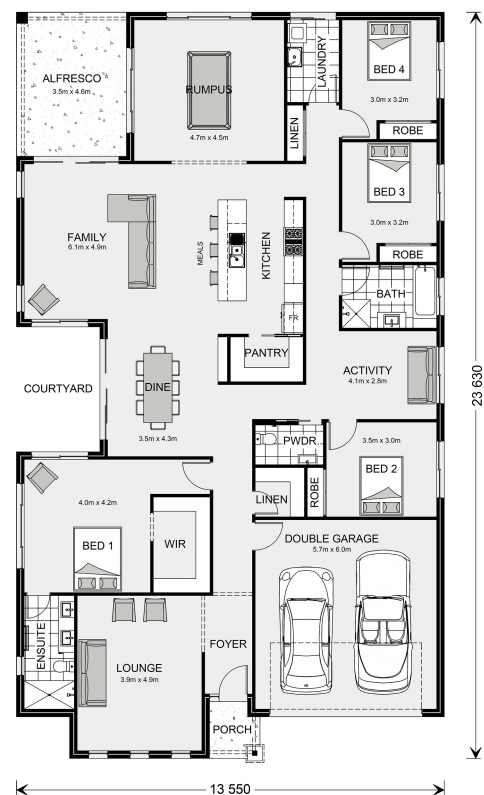 ALFRESCO
3.5m x 4.6m
RUMPUS
4.7m x 4.5m
LAUNDRY
LINEN
BED 4
3.0m x 3.2m
ROBE
BED 3
3.0m x 3.2m
ROBE
FAMILY
6.1m x 4.9m
MEALS
KITCHEN
FR
BATH
PANTRY
COURTYARD
DINE
3.5m x 4.3m
ACTIVITY
4.1m x 2.8m
23 630
PWDR
3.5m x 3.0m
BED 2
LINEN
ROBE
4.0m x 4.2m
BED 1
WIR
DOUBLE GARAGE
5.7m x 6.0m
ENSUITE
LOUNGE
3.9m x 4.9m
FOYER
PORCH
13 550